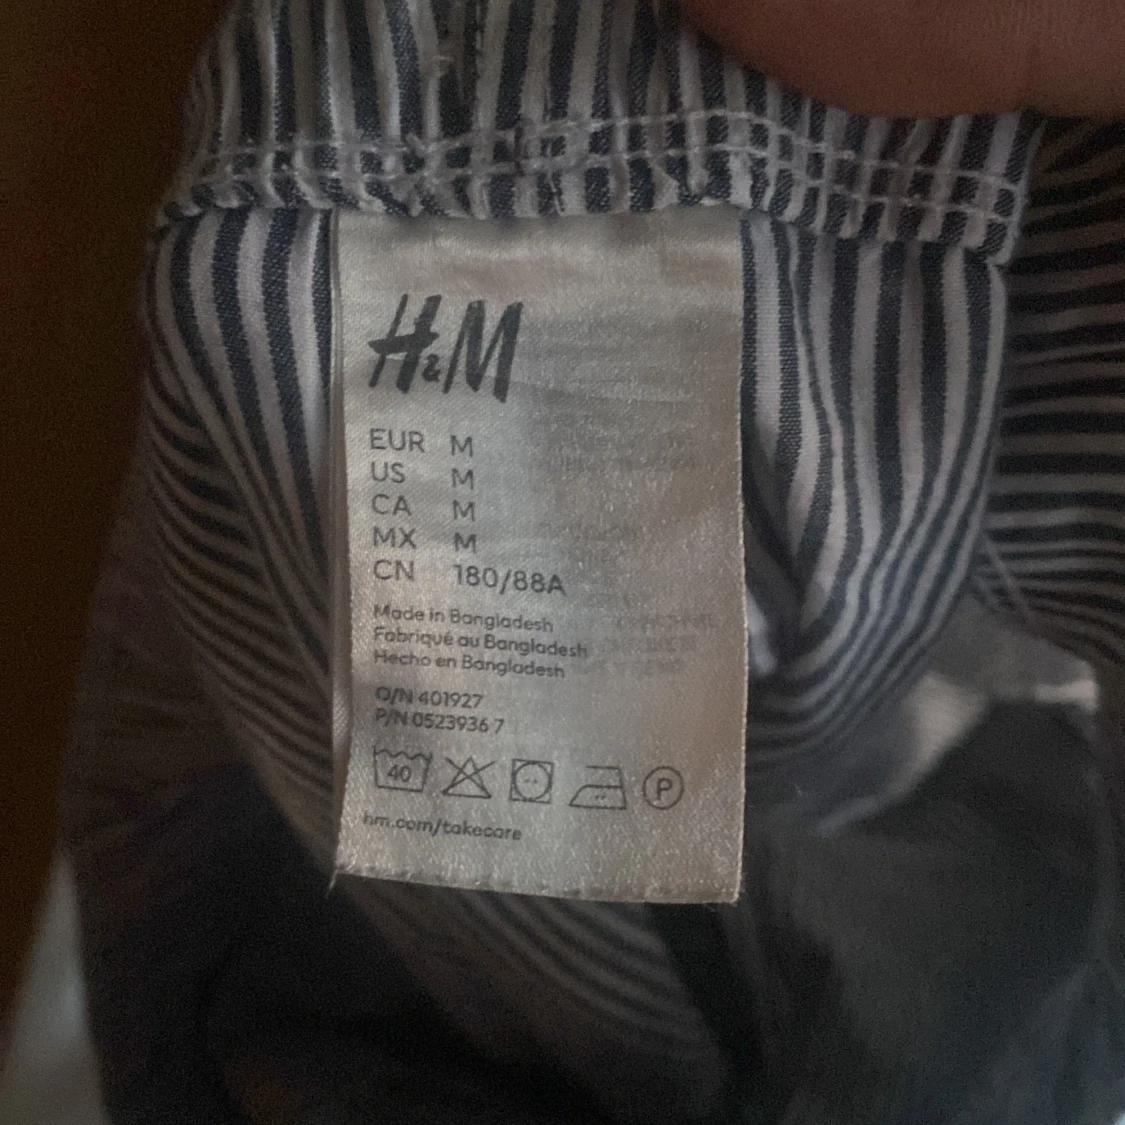 H&M
EUR M
US M
CA M
MX M
CN 180/88A
Made in Bangladesh
Fabriqué au Bangladesh
Hecho en Bangladesh
O/N 401927
P/N 0523936 7
40
P
hm.com/takecare